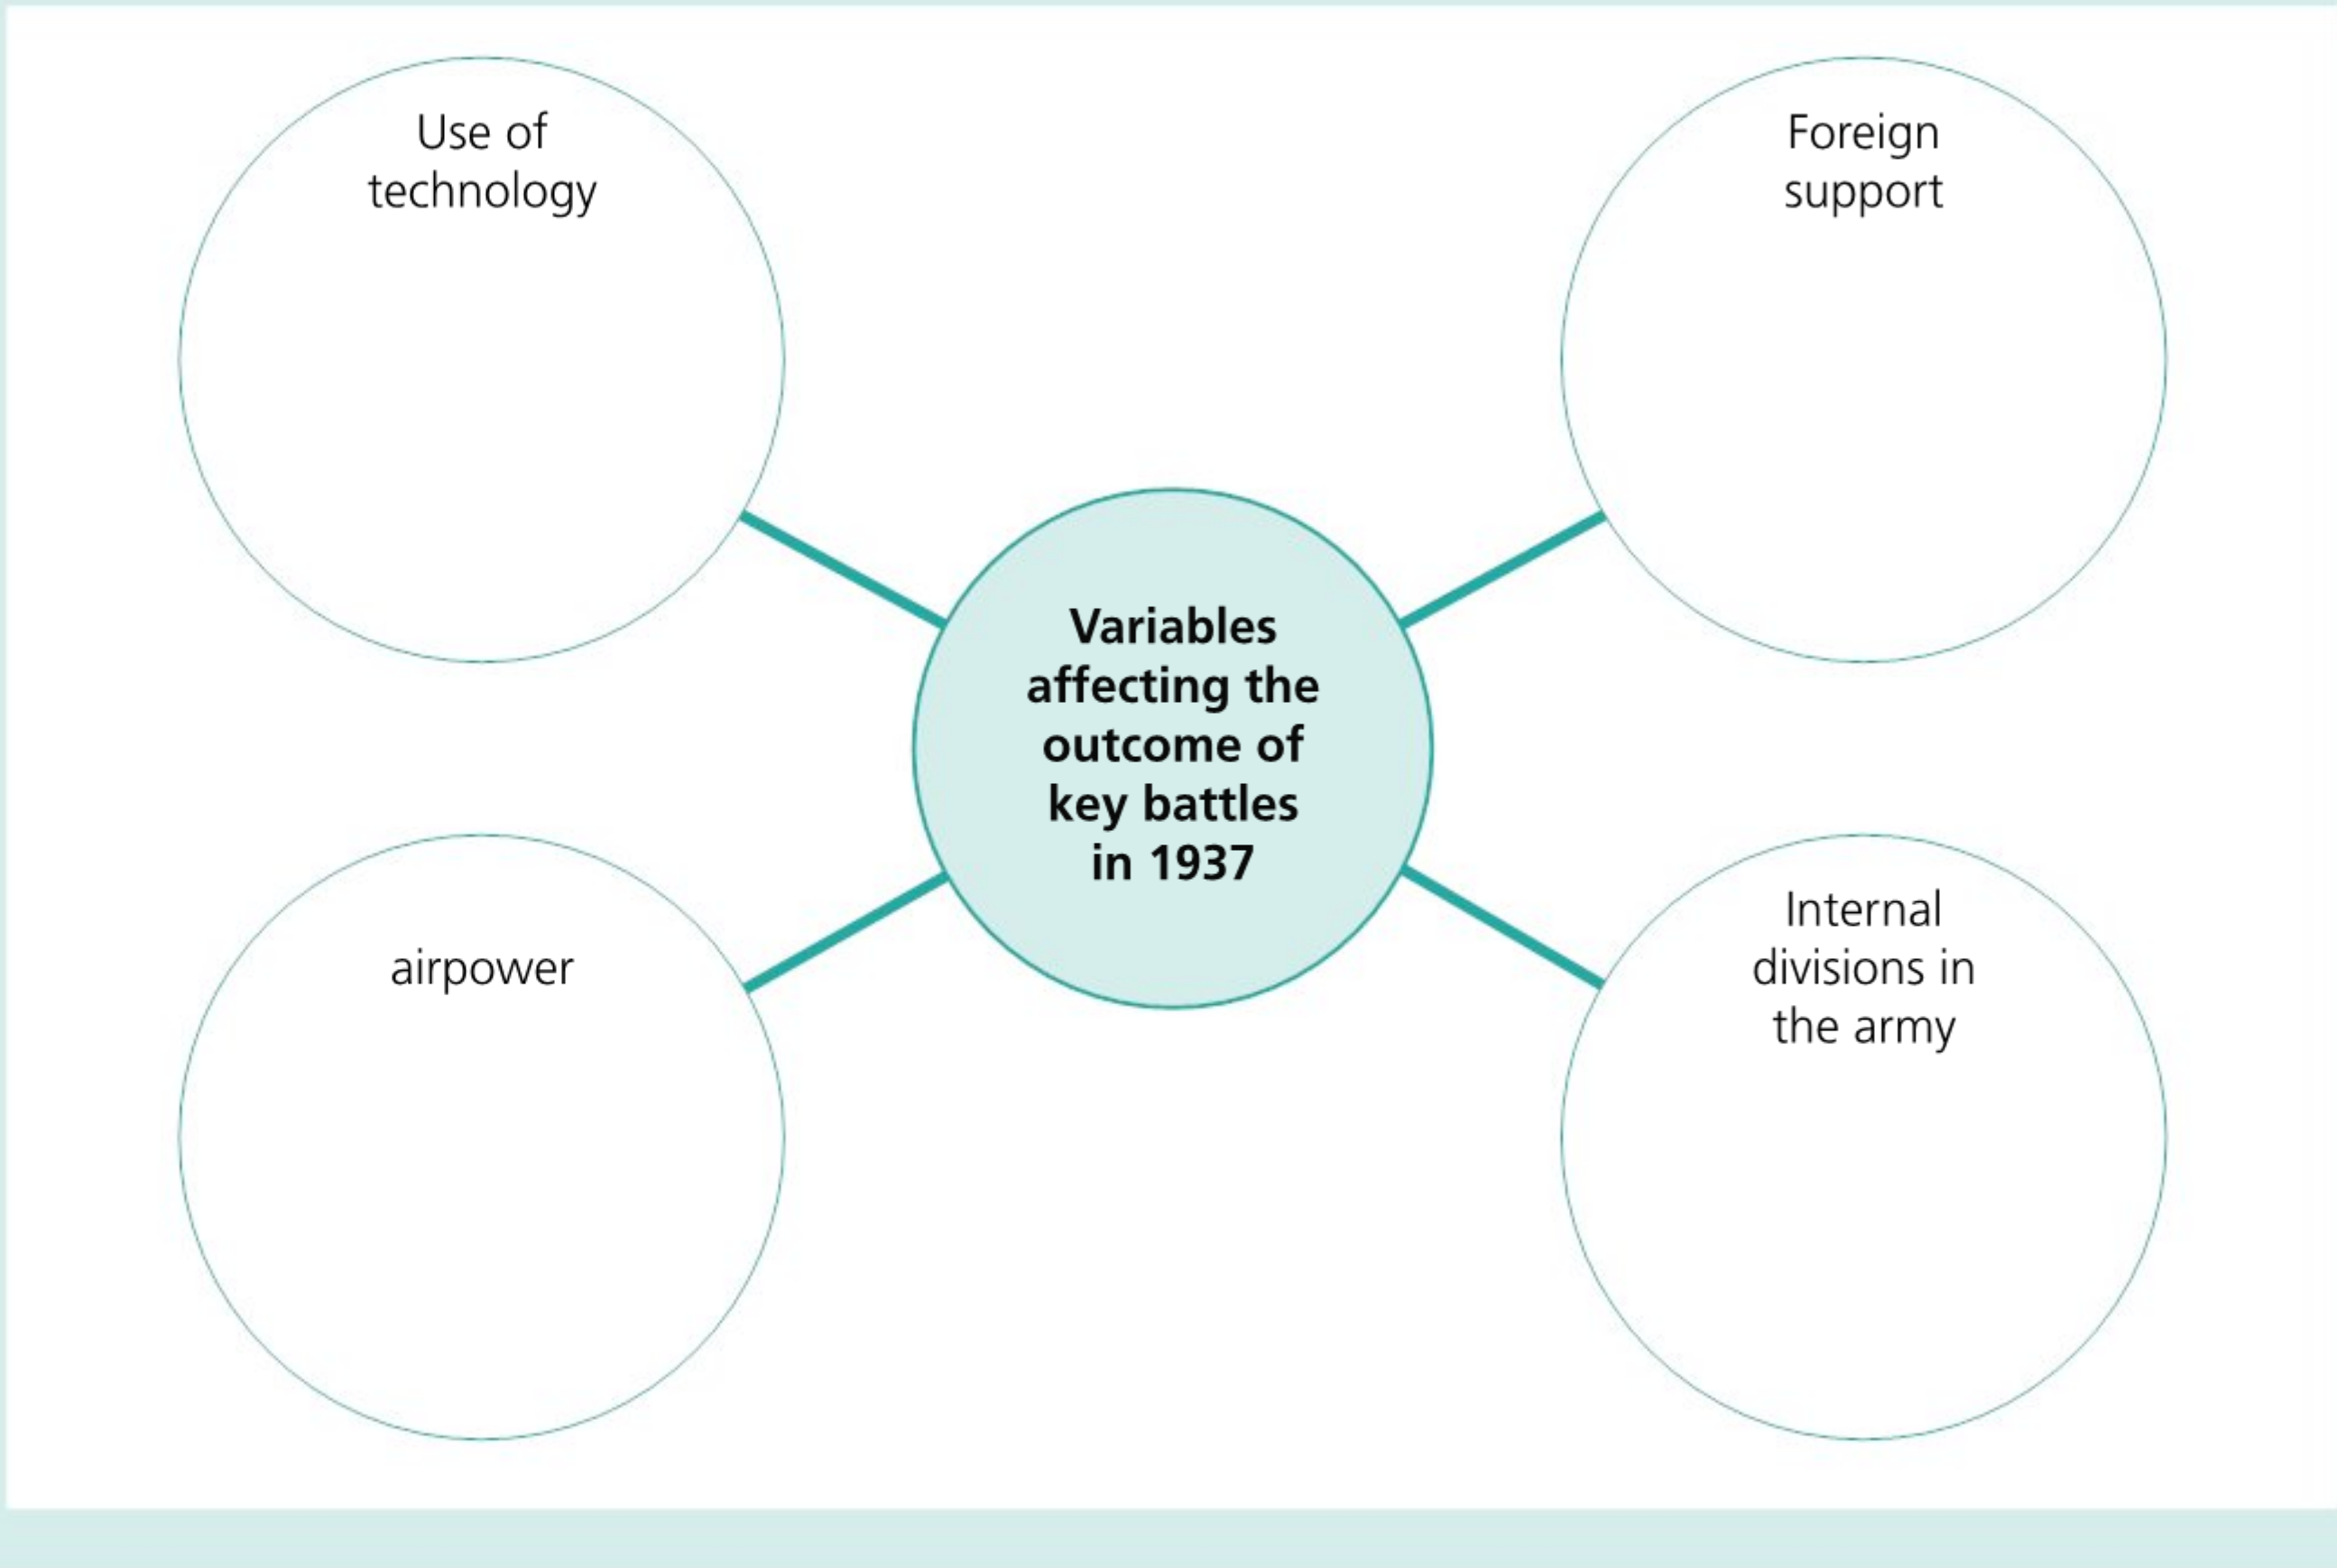 Use of
technology
Foreign
support
Variables
affecting the
outcome of
key battles
in 1937
airpower
Internal
divisions in
the army